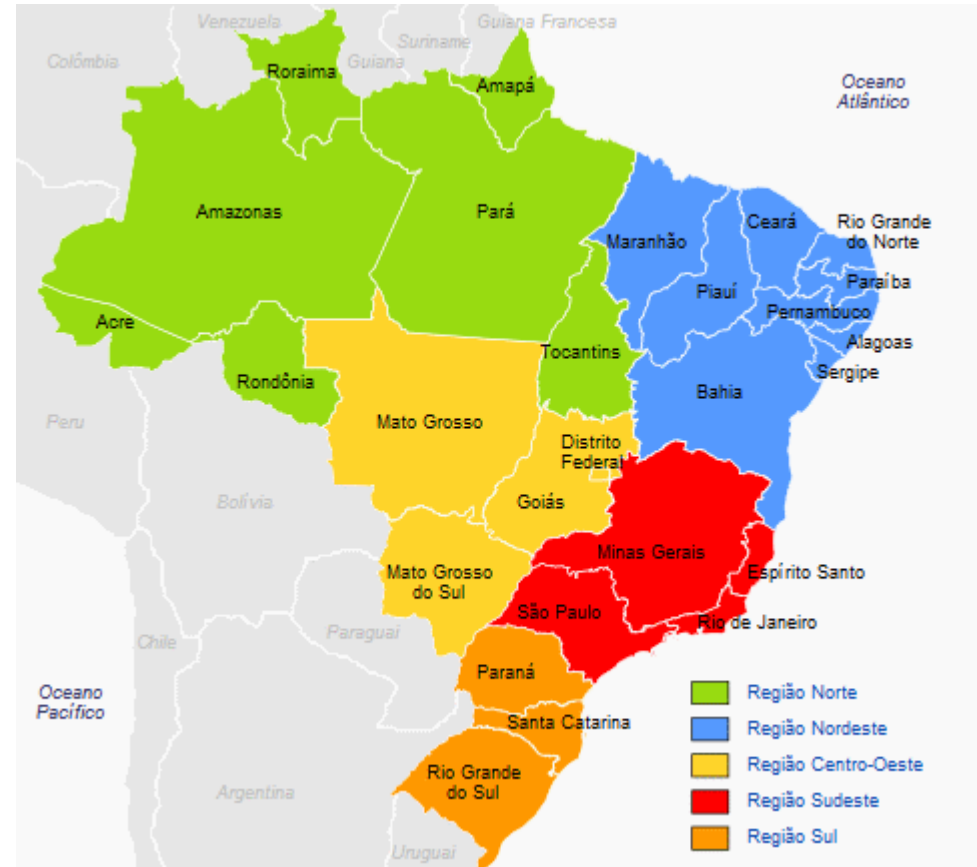 Venezuela
Guiana Francesa
Suriname
Colômbia
Guiana
Roraima
Amapá
Oceano
Atlântico
Amazonas
Pará
Maranhão
Ceará
Rio Grande
do Norte
Piauí
Paraíba
Pernambuco
Acre
Alagoas
Tocantins
Sergipe
Rondônia
Bahia
Peru
Mato Grosso
Distrito
Federal
Bolívia
Goiás
Minas Gerais
Mato Grosso
do Sul
Espírito Santo
São Paulo
Rio de Janeiro
Paraguai
Chile
Paraná
Oceano
Pacífico
Santa Catarina
Rio Grande
do Sul
Argentina
Uruguai
Região Norte
Região Nordeste
Região Centro-Oeste
Região Sudeste
Região Sul